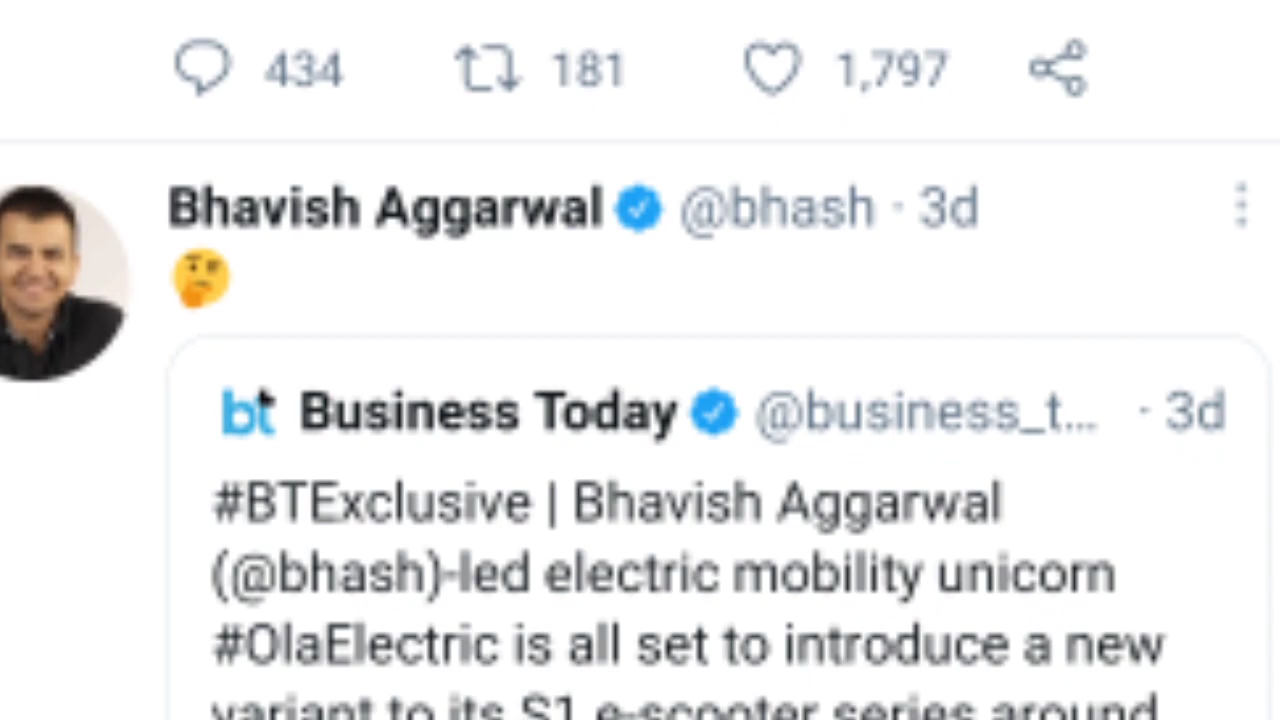 434 181 1,797
Bhavish Aggarwal @bhash · 3d
🤔
bt Business Today @business_t... · 3d
#BTExclusive | Bhavish Aggarwal
(@bhash)-led electric mobility unicorn
#OlaElectric is all set to introduce a new
variant to its S1 e-scooter series around